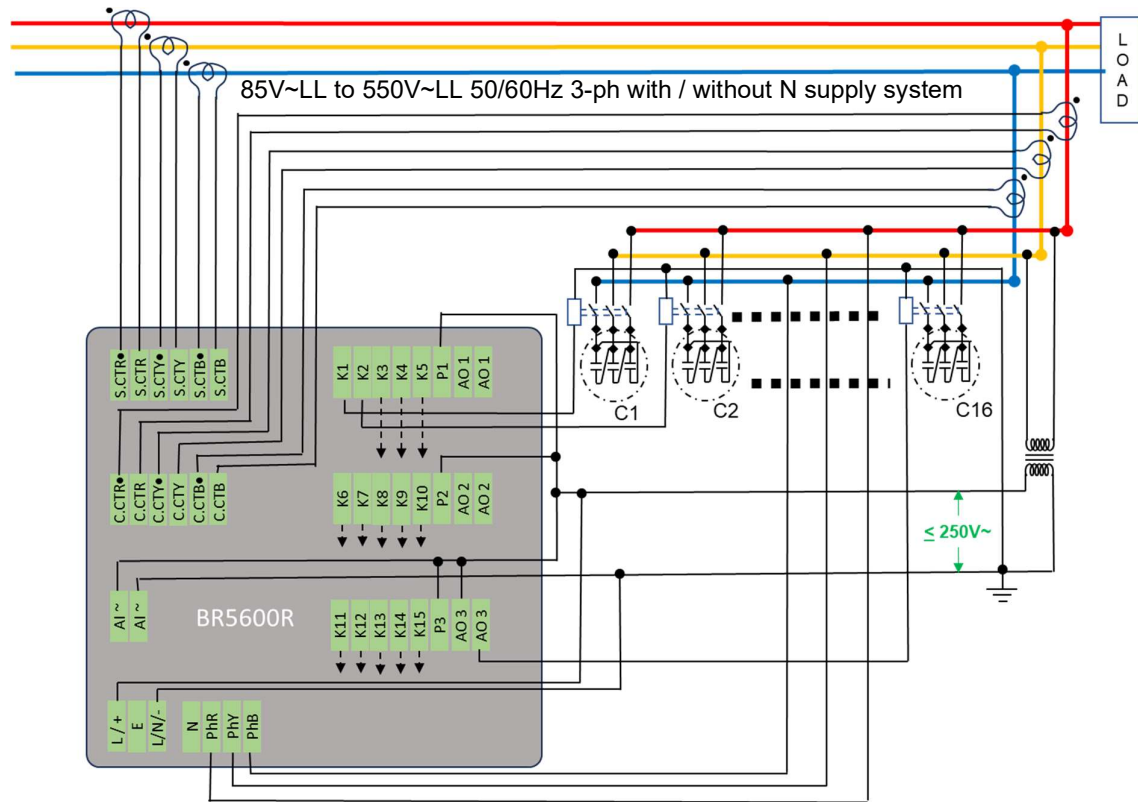 L
O
A
D
85V~LL to 550V~LL 50/60Hz 3-ph with / without N supply system
S.CTR•
S.CTR
S.CTY•
S.CTY
S.CTB•
S.CTB
K1
K2
K3
K4
K5
P1
AO 1
AO 1
C1
C2
C16
C.CTR•
C.CTR
C.CTY•
C.CTY
C.CTB•
C.CTB
K6
K7
K8
K9
K10
P2
AO 2
AO 2
≤ 250V~
AI ~
AI ~
BR5600R
K11
K12
K13
K14
K15
P3
AO 3
AO 3
L / +
E
L/N/-
N
PhR
PhY
PhB